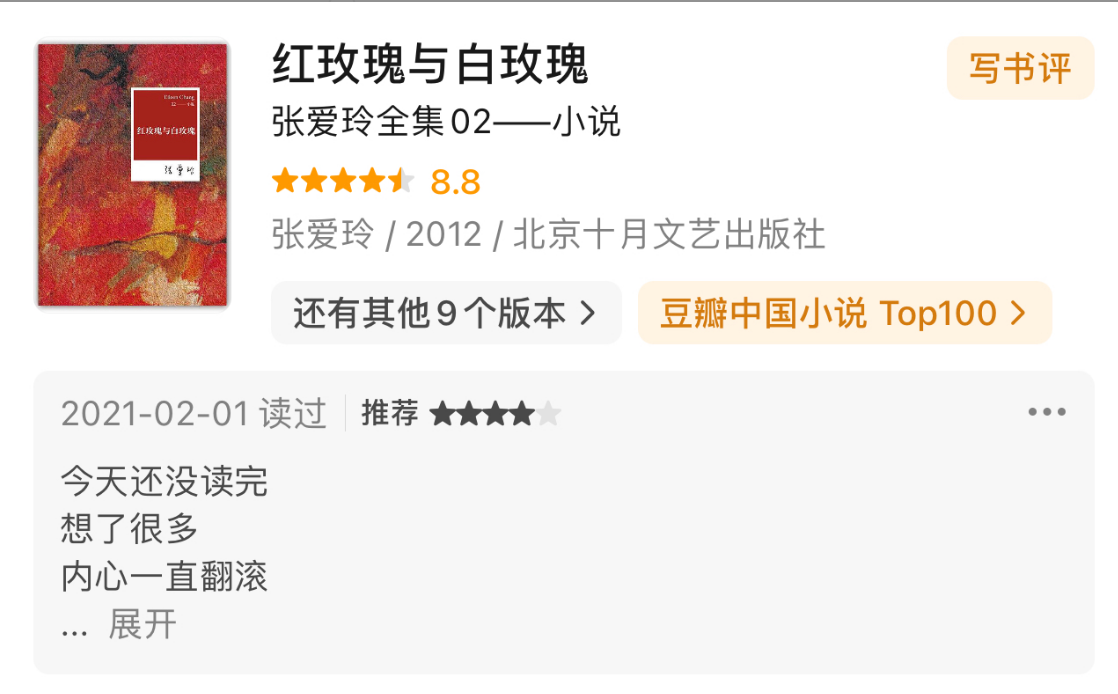 Eileen Chang
红玫瑰与白玫瑰
张爱玲
红玫瑰与白玫瑰
写书评
张爱玲全集02——小说
8.8
张爱玲 / 2012 / 北京十月文艺出版社
还有其他9个版本 >
豆瓣中国小说 Top100 >
2021-02-01 读过
推荐
今天还没读完
想了很多
内心一直翻滚
... 展开